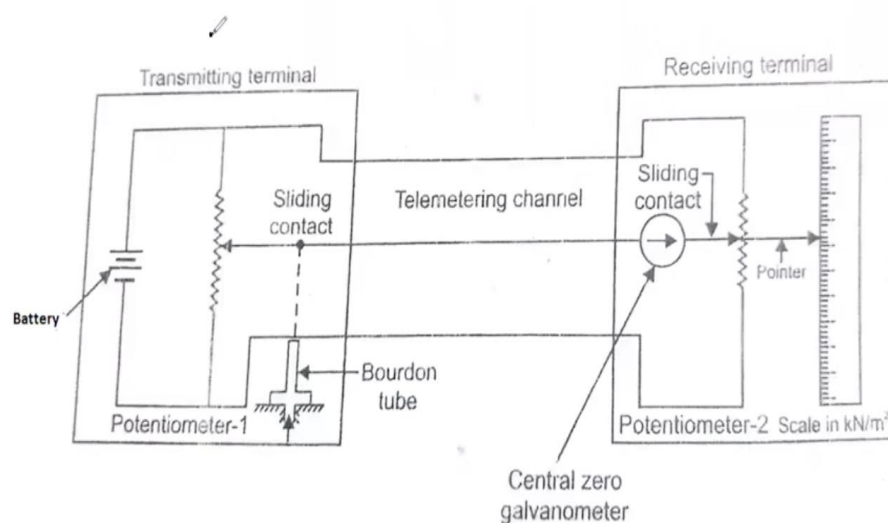 Transmitting terminal
Receiving terminal
Sliding
contact
Telemetering channel
Sliding
contact
Pointer
Battery
Bourdon
tube
Potentiometer-1
Potentiometer-2
Scale in kN/m²
Central zero
galvanometer